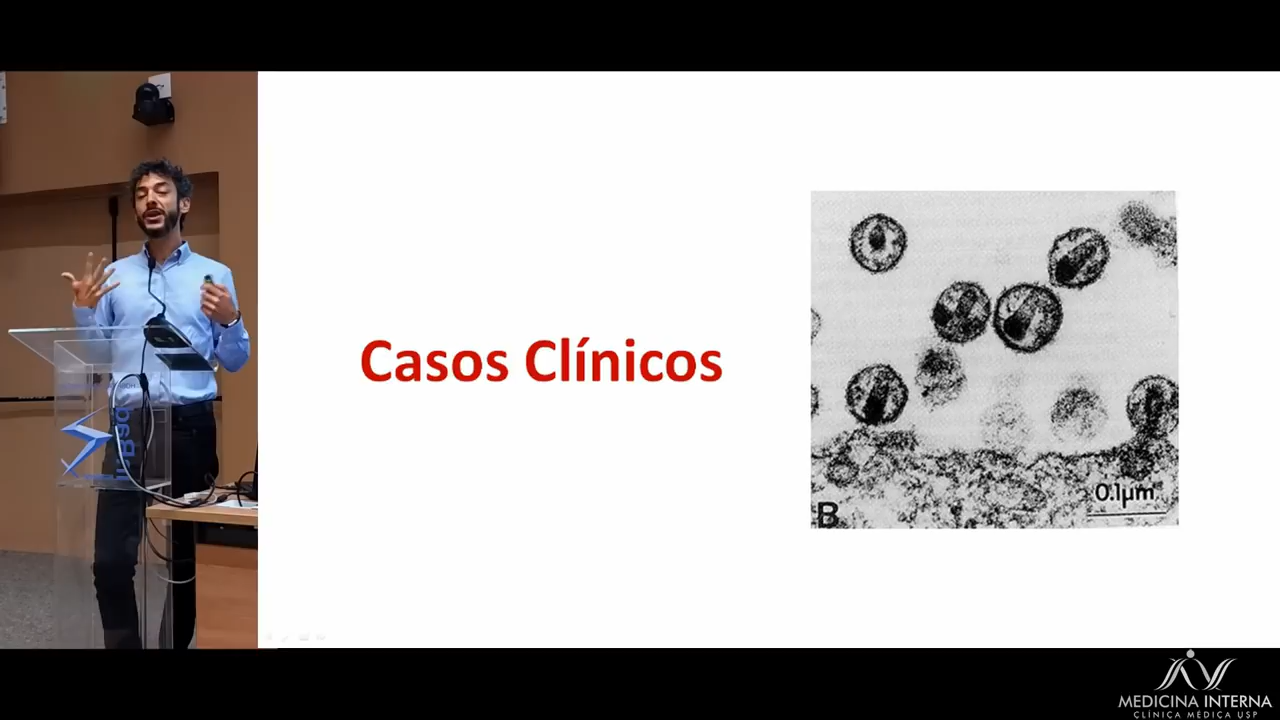 Casos Clínicos
0.1µm
B
MEDICINA INTERNA
CLÍNICA MÉDICA USP